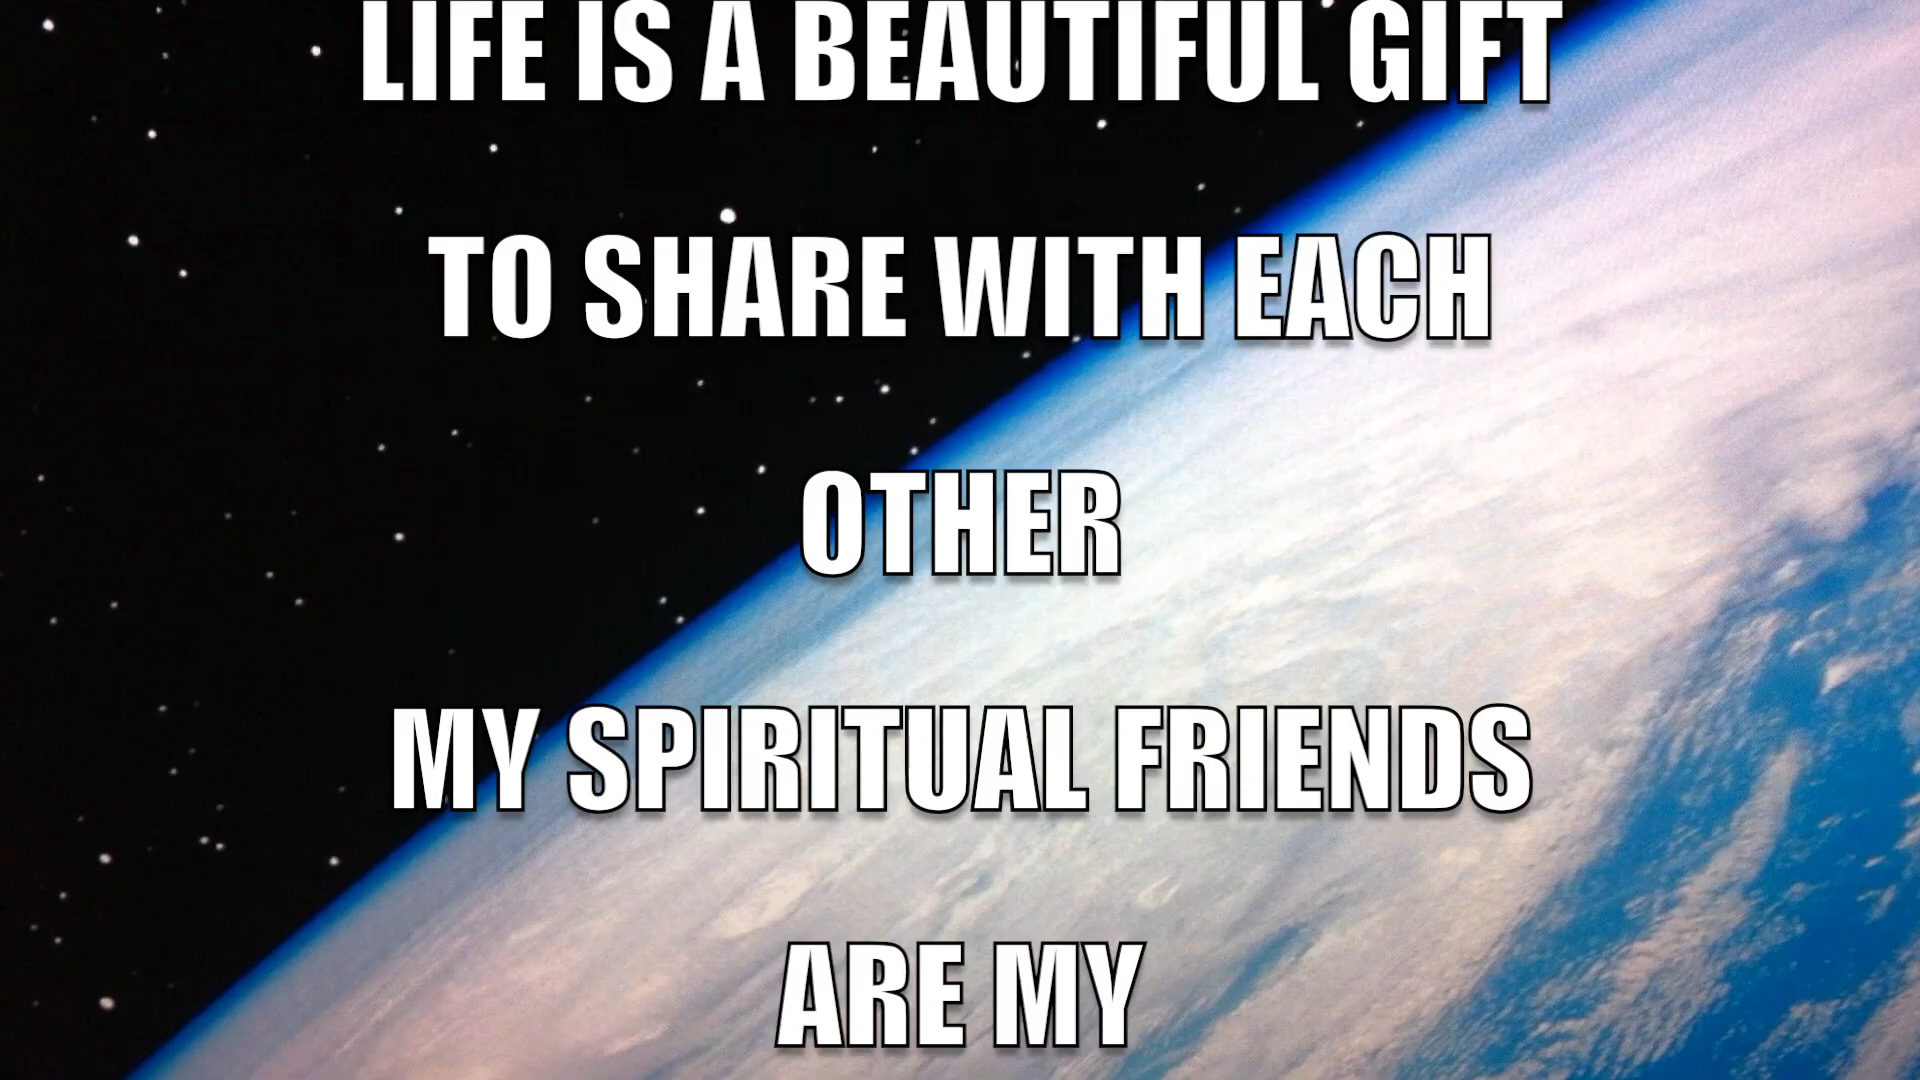 LIFE IS A BEAUTIFUL GIFT
TO SHARE WITH EACH
OTHER
MY SPIRITUAL FRIENDS
ARE MY